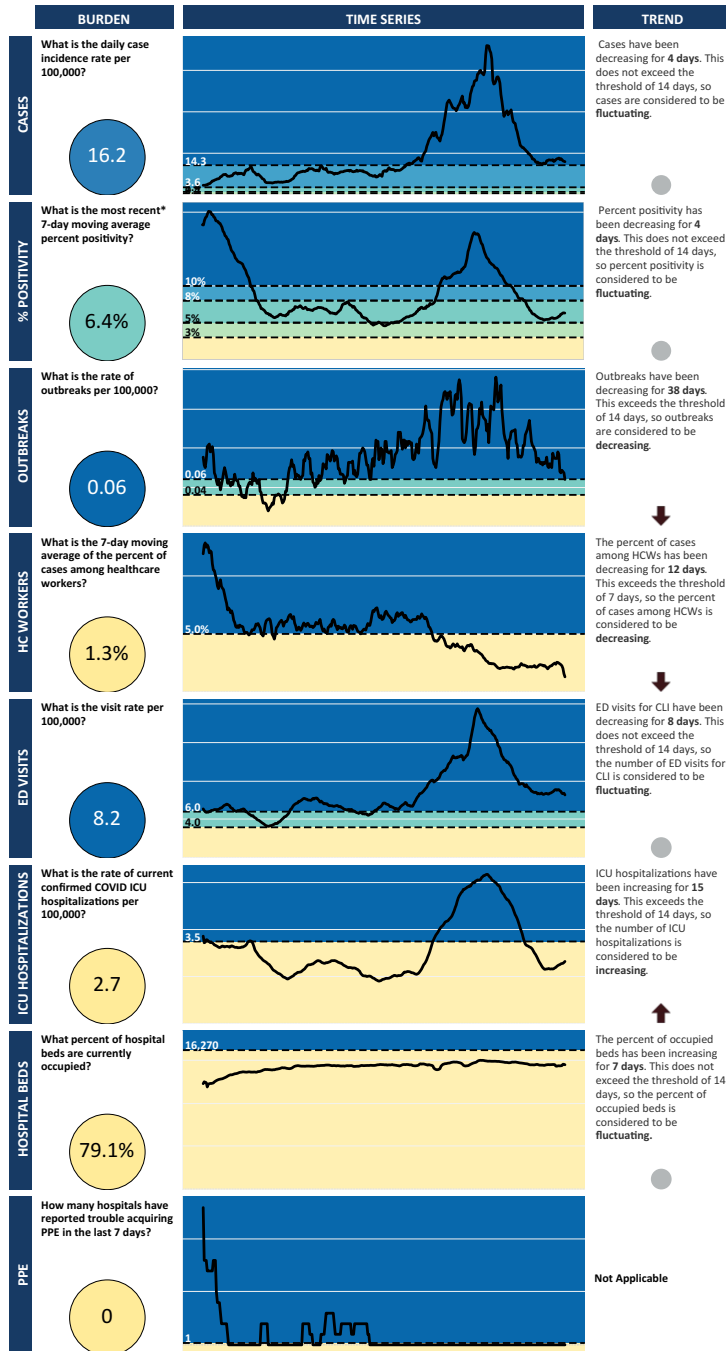 BURDEN
TIME SERIES
TREND
CASES
What is the daily case
incidence rate per
100,000?
16.2
14.3
3.6
Cases have been
decreasing for 4 days. This
does not exceed the
threshold of 14 days, so
cases are considered to be
fluctuating.
% POSITIVITY
What is the most recent*
7-day moving average
percent positivity?
6.4%
10%
8%
5%
3%
Percent positivity has
been decreasing for 4
days. This does not exceed
the threshold of 14 days,
so percent positivity is
considered to be
fluctuating.
OUTBREAKS
What is the rate of
outbreaks per 100,000?
0.06
0.06
0.04
Outbreaks have been
decreasing for 38 days.
This exceeds the threshold
of 14 days, so outbreaks
are considered to be
decreasing.
HC WORKERS
What is the 7-day moving
average of the percent of
cases among healthcare
workers?
1.3%
5.0%
The percent of cases
among HCWs has been
decreasing for 12 days.
This exceeds the threshold
of 7 days, so the percent
of cases among HCWs is
considered to be
decreasing.
ED VISITS
What is the visit rate per
100,000?
8.2
6.0
4.0
ED visits for CLI have been
decreasing for 8 days. This
does not exceed the
threshold of 14 days, so
the number of ED visits for
CLI is considered to be
fluctuating.
ICU HOSPITALIZATIONS
What is the rate of current
confirmed COVID ICU
hospitalizations per
100,000?
2.7
3.5
ICU hospitalizations have
been increasing for 15
days. This exceeds the
threshold of 14 days, so
the number of ICU
hospitalizations is
considered to be
increasing.
HOSPITAL BEDS
What percent of hospital
beds are currently
occupied?
79.1%
16,270
The percent of occupied
beds has been increasing
for 7 days. This does not
exceed the threshold of 14
days, so the percent of
occupied beds is
considered to be
fluctuating.
PPE
How many hospitals have
reported trouble acquiring
PPE in the last 7 days?
0
1
Not Applicable